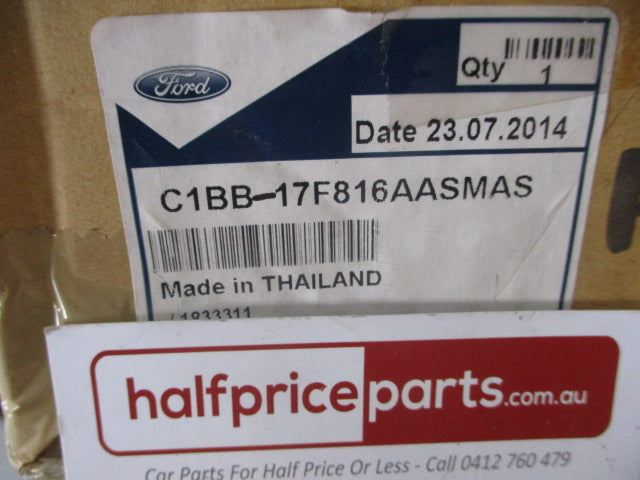 Ford
Qty 1
Date 23.07.2014
C1BB-17F816AASMAS
Made in THAILAND
/ 1833311
halfpriceparts.com.au
Car Parts For Half Price Or Less - Call 0412 760 479